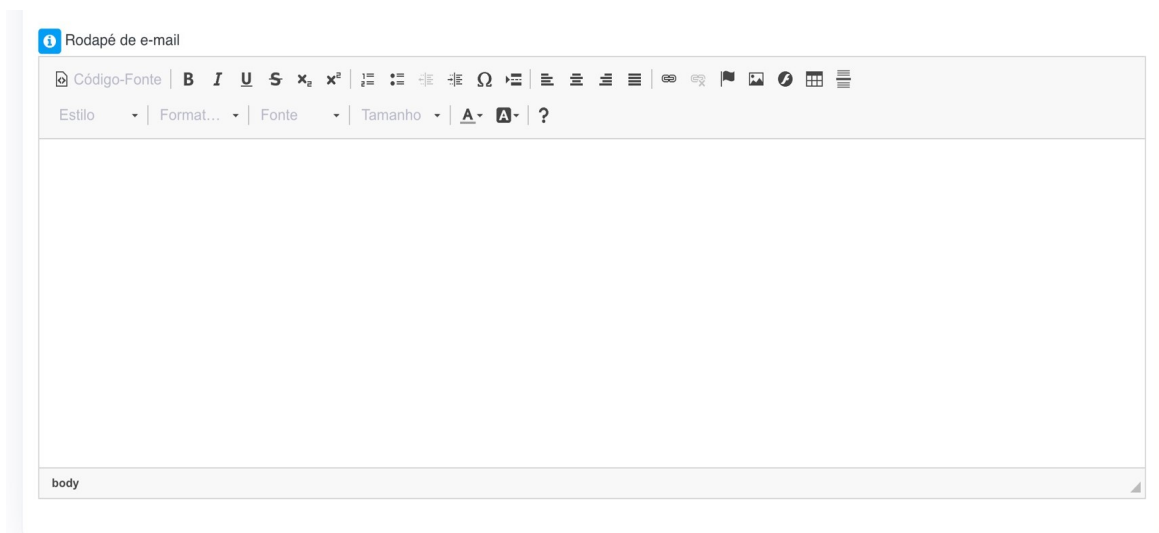 Rodapé de e-mail
Código-Fonte B I U S x₂ x² Ω
Estilo Format... Fonte Tamanho A A ?
body